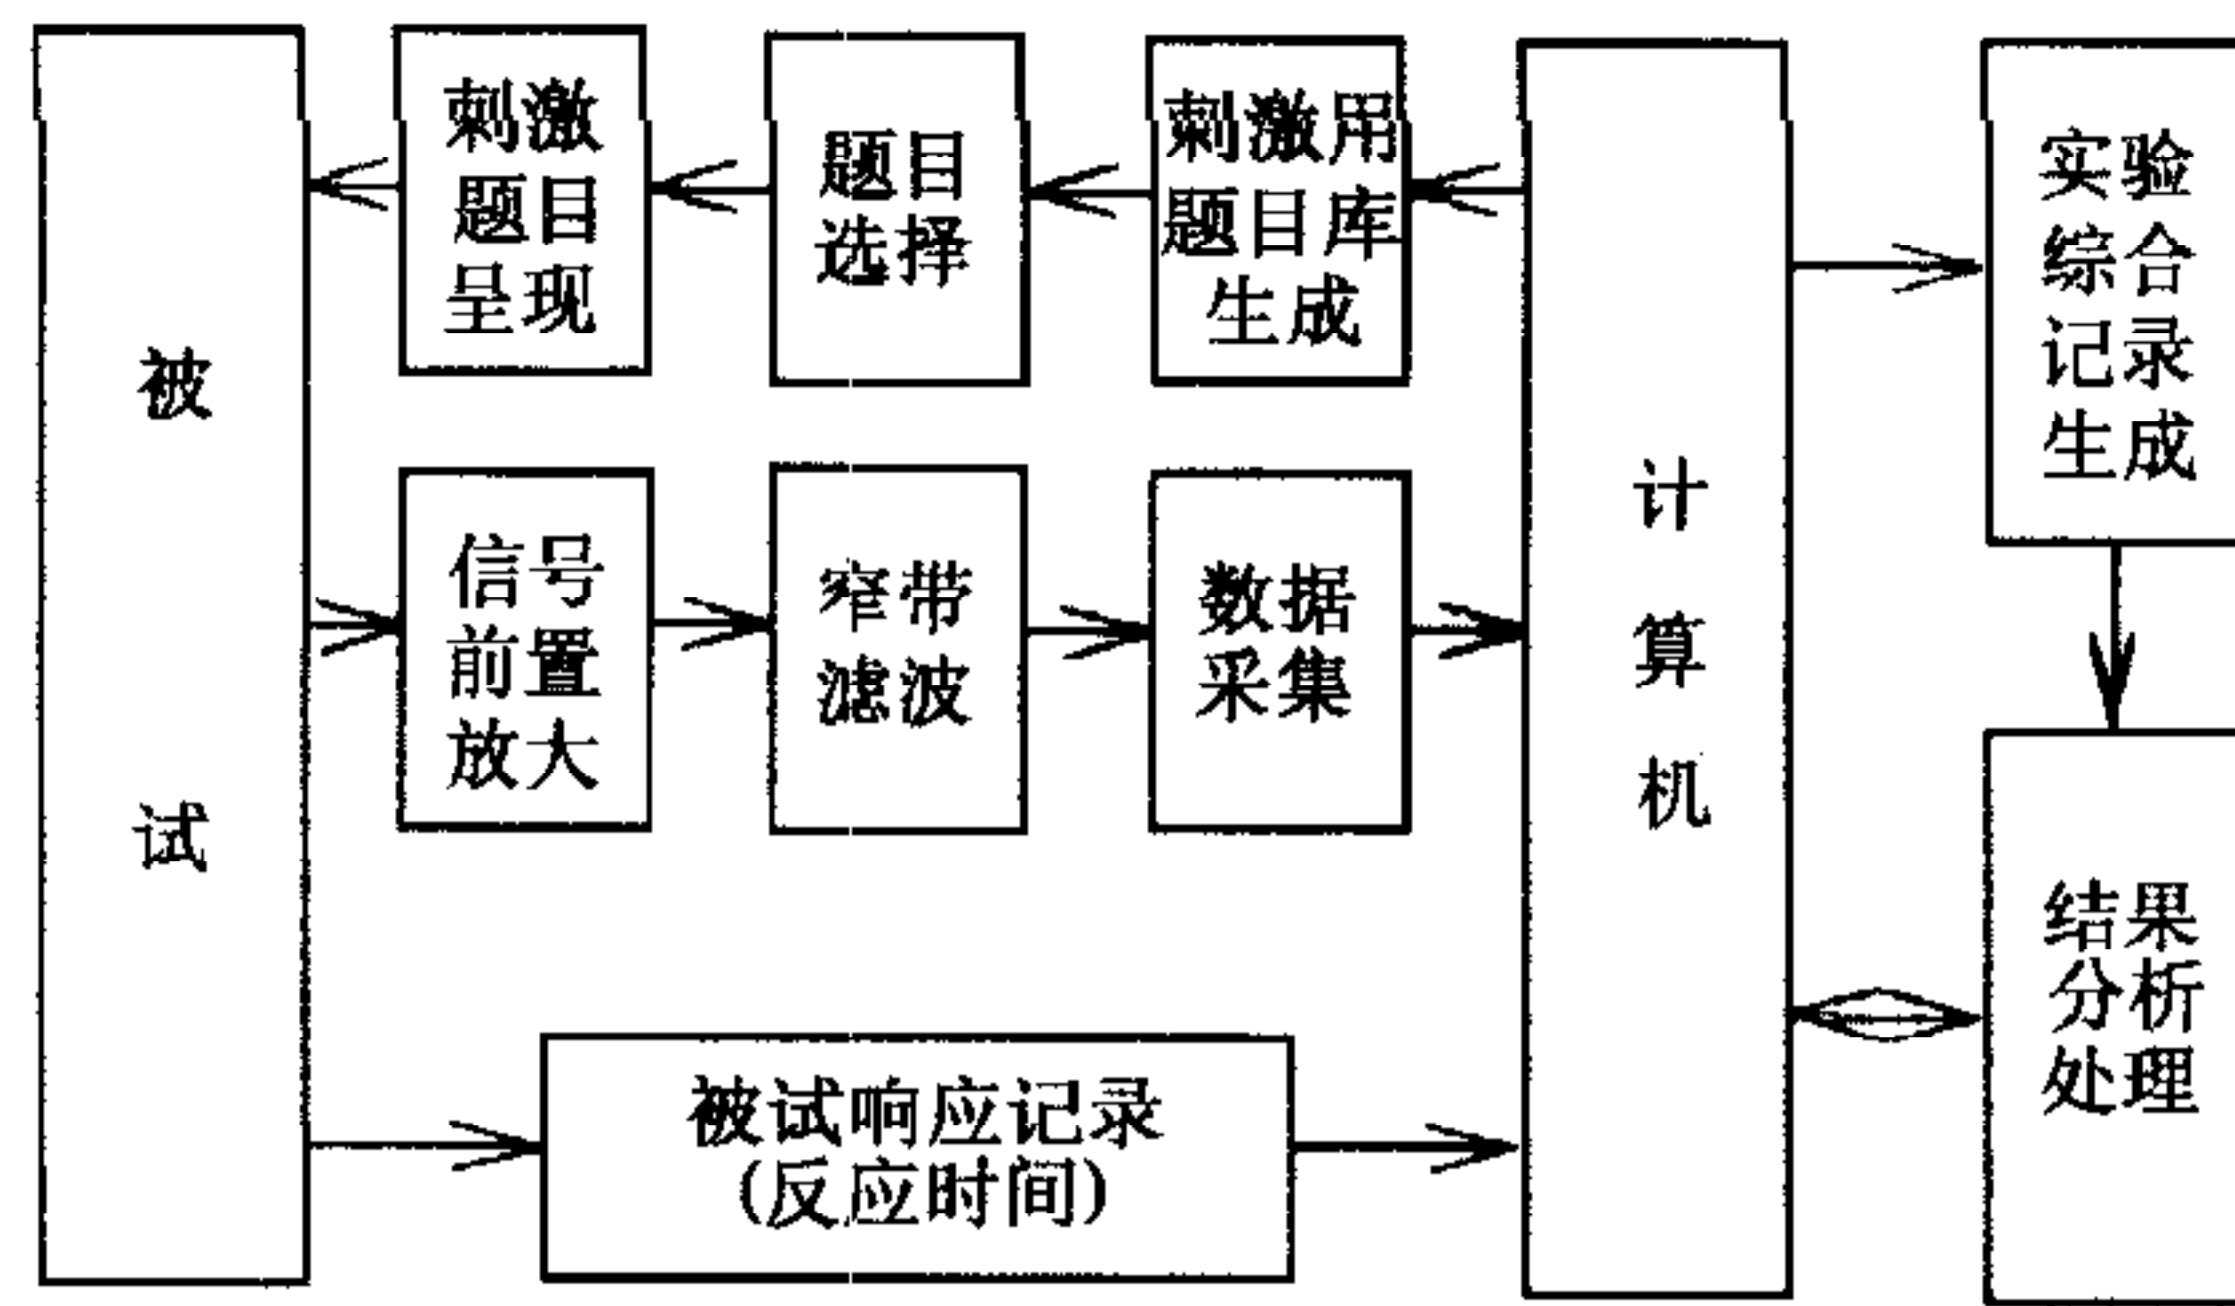 被
试
刺激
题目
呈现
题目
选择
刺激用
题目库
生成
信号
前置
放大
窄带
滤波
数据
采集
被试响应记录
(反应时间)
计
算
机
实验
综合
记录
生成
结果
分析
处理